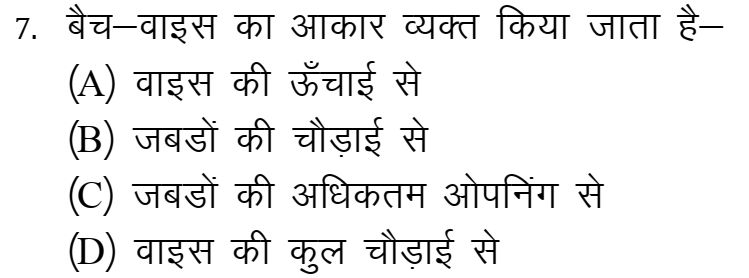 7. बैच–वाइस का आकार व्यक्त किया जाता है–
(A) वाइस की ऊँचाई से
(B) जबडों की चौड़ाई से
(C) जबडों की अधिकतम ओपनिंग से
(D) वाइस की कुल चौड़ाई से